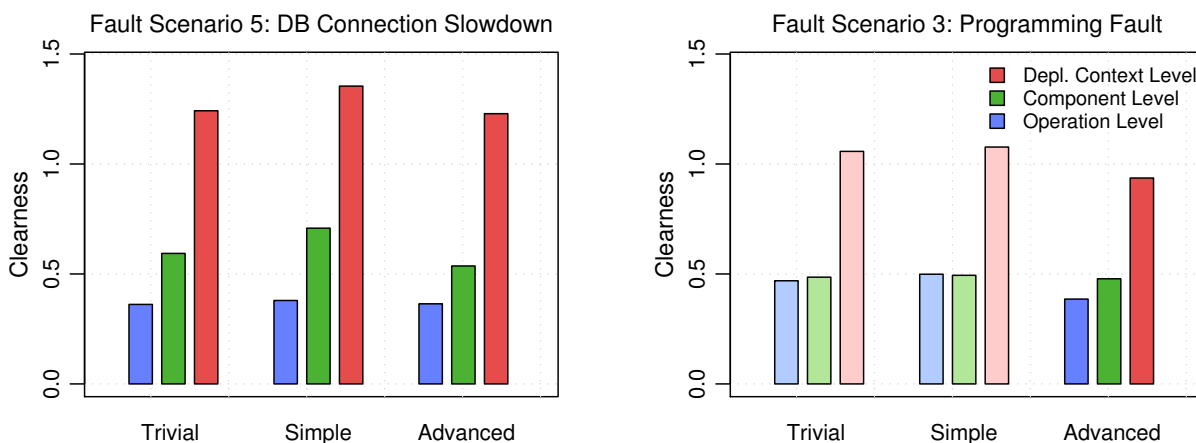 Fault Scenario 5: DB Connection Slowdown
Clearness
1.5
1.0
0.5
0.0
Trivial Simple Advanced
Fault Scenario 3: Programming Fault
Clearness
1.5
1.0
0.5
0.0
Depl. Context Level
Component Level
Operation Level
Trivial Simple Advanced